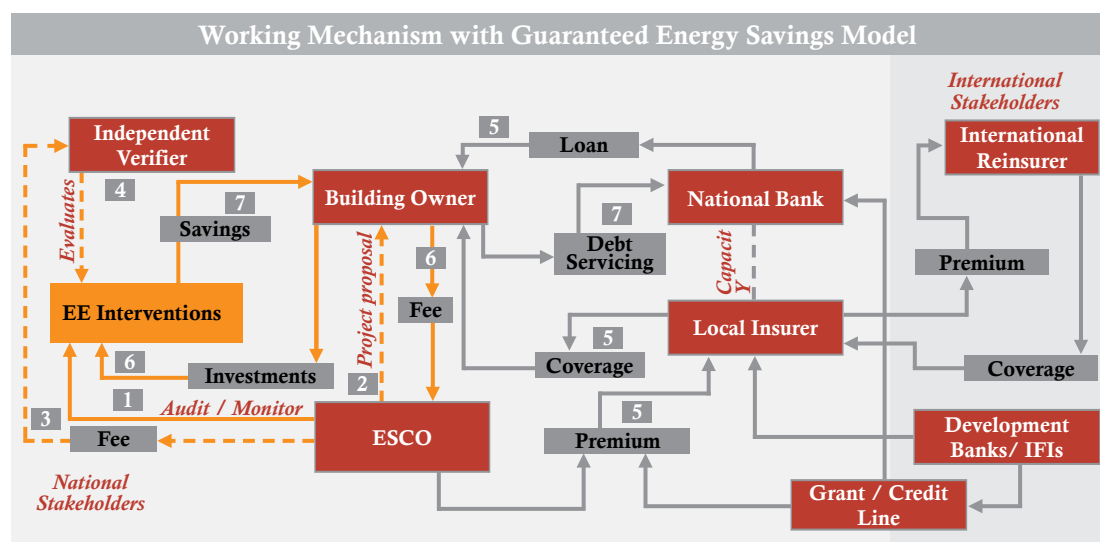 Working Mechanism with Guaranteed Energy Savings Model
International
Stakeholders
Independent
Verifier
4
Evaluates
7
Savings
EE Interventions
6
Investments
1
Audit / Monitor
3
Fee
National
Stakeholders
Building Owner
Project proposal
2
6
Fee
ESCO
5
Loan
National Bank
7
Debt
Servicing
Capacit
Y
Local Insurer
5
Coverage
5
Premium
International
Reinsurer
Premium
Coverage
Development
Banks/ IFIs
Grant / Credit
Line